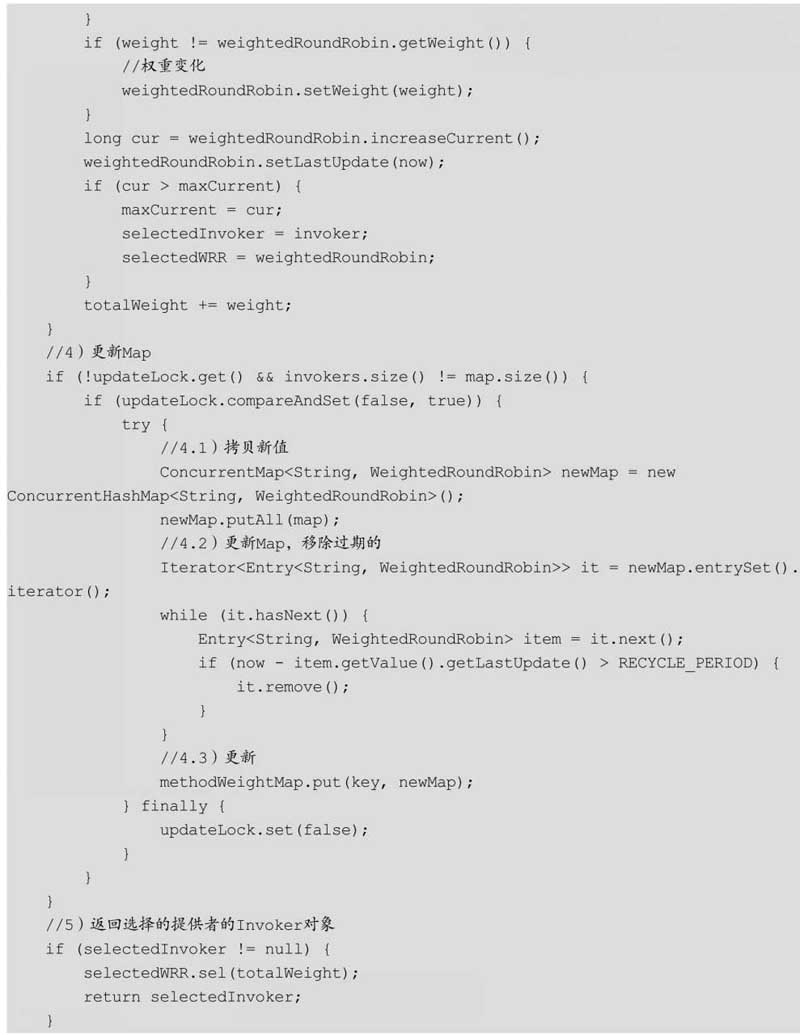 }
        if (weight != weightedRoundRobin.getWeight()) {
            //权重变化
            weightedRoundRobin.setWeight(weight);
        }
        long cur = weightedRoundRobin.increaseCurrent();
        weightedRoundRobin.setLastUpdate(now);
        if (cur > maxCurrent) {
            maxCurrent = cur;
            selectedInvoker = invoker;
            selectedWRR = weightedRoundRobin;
        }
        totalWeight += weight;
    }
    //4）更新Map
    if (!updateLock.get() && invokers.size() != map.size()) {
        if (updateLock.compareAndSet(false, true)) {
            try {
                //4.1）拷贝新值
                ConcurrentMap<String, WeightedRoundRobin> newMap = new
ConcurrentHashMap<String, WeightedRoundRobin>();
                newMap.putAll(map);
                //4.2）更新Map，移除过期的
                Iterator<Entry<String, WeightedRoundRobin>> it = newMap.entrySet().
iterator();
                while (it.hasNext()) {
                    Entry<String, WeightedRoundRobin> item = it.next();
                    if (now - item.getValue().getLastUpdate() > RECYCLE_PERIOD) {
                        it.remove();
                    }
                }
                //4.3）更新
                methodWeightMap.put(key, newMap);
            } finally {
                updateLock.set(false);
            }
        }
    }
    //5）返回选择的提供者的Invoker对象
    if (selectedInvoker != null) {
        selectedWRR.sel(totalWeight);
        return selectedInvoker;
    }